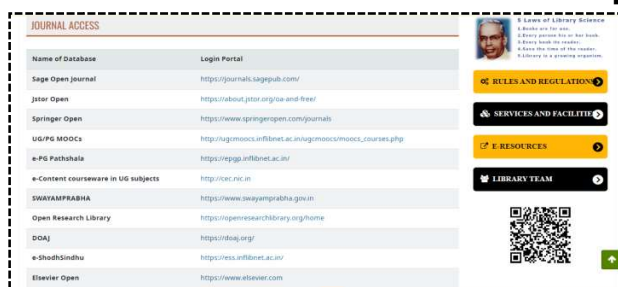 JOURNAL ACCESS
Name of Database Login Portal
Sage Open Journal https://journals.sagepub.com/
Jstor Open https://about.jstor.org/oa-and-free/
Springer Open https://www.springeropen.com/journals
UG/PG MOOCs http://ugcmoocs.inflibnet.ac.in/ugcmoocs/moocs_courses.php
e-PG Pathshala https://epgp.inflibnet.ac.in/
e-Content courseware in UG subjects http://cec.nic.in
SWAYAMPRABHA https://www.swayamprabha.gov.in
Open Research Library https://openresearchlibrary.org/home
DOAJ https://doaj.org/
e-ShodhSindhu https://ess.inflibnet.ac.in/
Elsevier Open https://www.elsevier.com
5 Laws of Library Science
1.Books are for use.
2.Every person his or her book.
3.Every book its reader.
4.Save the time of the reader.
5.Library is a growing organism.
RULES AND REGULATIONS
SERVICES AND FACILITIE
E-RESOURCES
LIBRARY TEAM